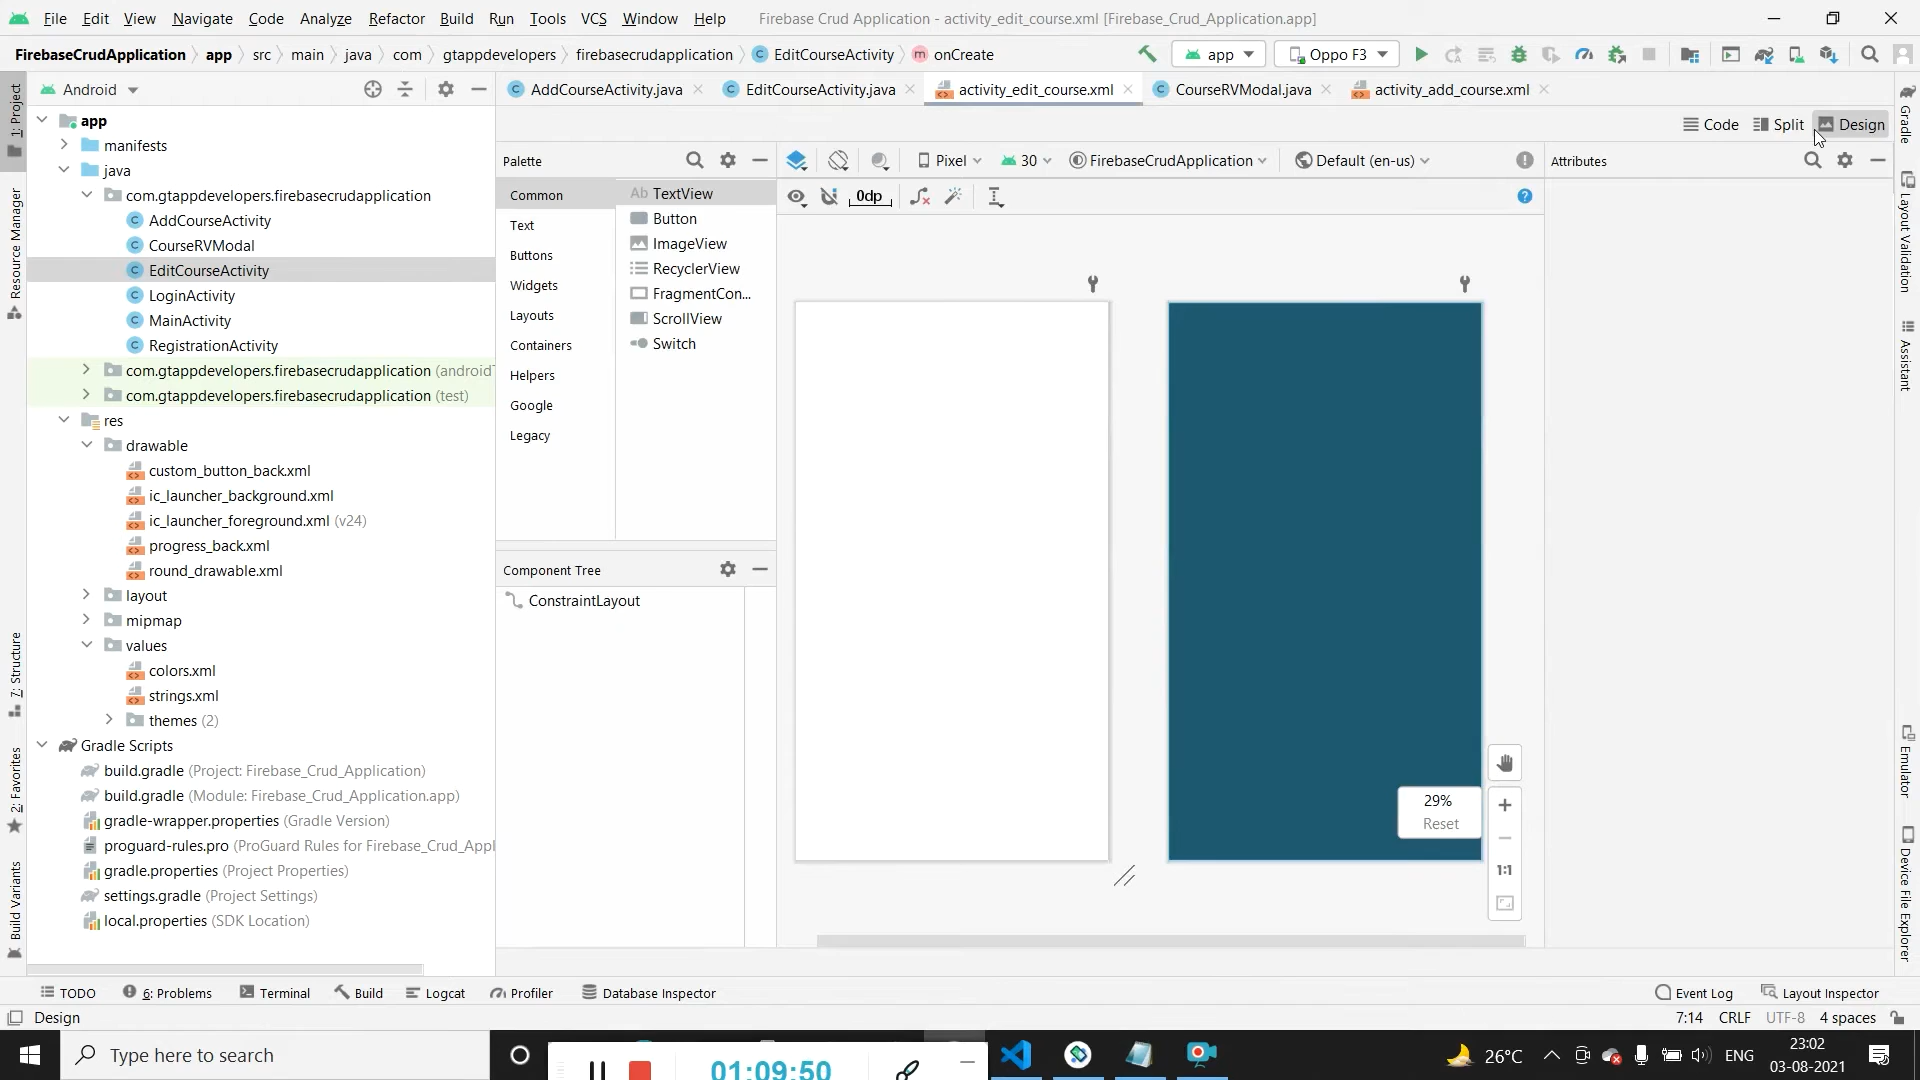 File Edit View Navigate Code Analyze Refactor Build Run Tools VCS Window Help Firebase Crud Application - activity_edit_course.xml [Firebase_Crud_Application.app]
FirebaseCrudApplication app src main java com gtappdevelopers firebasecrudapplication EditCourseActivity onCreate app Oppo F3
Android
AddCourseActivity.java EditCourseActivity.java activity_edit_course.xml CourseRVModal.java activity_add_course.xml
Code Split Design
1: Project
Resource Manager
7: Structure
2: Favorites
Build Variants
app
manifests
java
com.gtappdevelopers.firebasecrudapplication
AddCourseActivity
CourseRVModal
EditCourseActivity
LoginActivity
MainActivity
RegistrationActivity
com.gtappdevelopers.firebasecrudapplication (android
com.gtappdevelopers.firebasecrudapplication (test)
res
drawable
custom_button_back.xml
ic_launcher_background.xml
ic_launcher_foreground.xml (v24)
progress_back.xml
round_drawable.xml
layout
mipmap
values
colors.xml
strings.xml
themes (2)
Gradle Scripts
build.gradle (Project: Firebase_Crud_Application)
build.gradle (Module: Firebase_Crud_Application.app)
gradle-wrapper.properties (Gradle Version)
proguard-rules.pro (ProGuard Rules for Firebase_Crud_Appl
gradle.properties (Project Properties)
settings.gradle (Project Settings)
local.properties (SDK Location)
Palette
Common
Text
Buttons
Widgets
Layouts
Containers
Helpers
Google
Legacy
Ab TextView
Button
ImageView
RecyclerView
FragmentCon...
ScrollView
Switch
Component Tree
ConstraintLayout
Pixel 30 FirebaseCrudApplication Default (en-us)
0dp
29%
Reset
1:1
Attributes
Gradle
Layout Validation
Assistant
Emulator
Device File Explorer
TODO 6: Problems Terminal Build Logcat Profiler Database Inspector Event Log Layout Inspector
Design 7:14 CRLF UTF-8 4 spaces
Type here to search
01:09:50
26°C ENG
23:02
03-08-2021